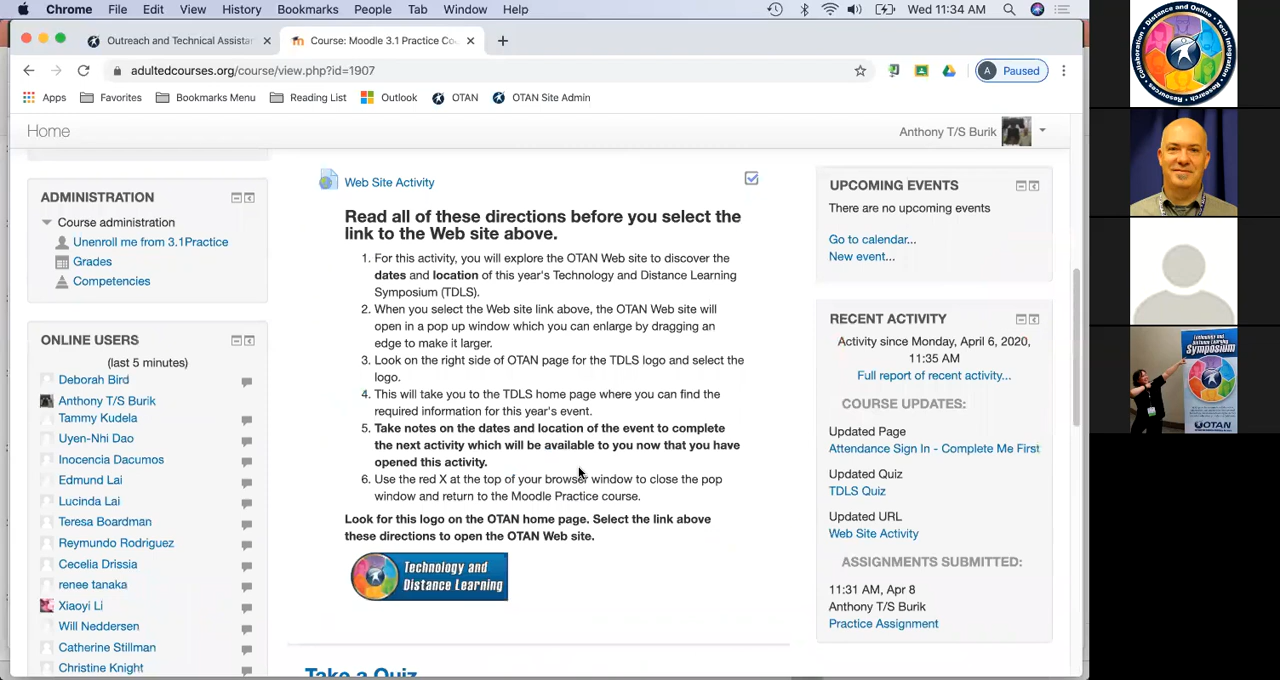 Chrome File Edit View History Bookmarks People Tab Window Help Wed 11:34 AM
Outreach and Technical Assistan
Course: Moodle 3.1 Practice Co
adultedcourses.org/course/view.php?id=1907
A Paused
Apps Favorites Bookmarks Menu Reading List Outlook OTAN OTAN Site Admin
Home
Anthony T/S Burik
ADMINISTRATION
Course administration
Unenroll me from 3.1Practice
Grades
Competencies
ONLINE USERS
(last 5 minutes)
Deborah Bird
Anthony T/S Burik
Tammy Kudela
Uyen-Nhi Dao
Inocencia Dacumos
Edmund Lai
Lucinda Lai
Teresa Boardman
Reymundo Rodriguez
Cecelia Drissia
renee tanaka
Xiaoyi Li
Will Neddersen
Catherine Stillman
Christine Knight
Web Site Activity
Read all of these directions before you select the
link to the Web site above.
1. For this activity, you will explore the OTAN Web site to discover the
dates and location of this year's Technology and Distance Learning
Symposium (TDLS).
2. When you select the Web site link above, the OTAN Web site will
open in a pop up window which you can enlarge by dragging an
edge to make it larger.
3. Look on the right side of OTAN page for the TDLS logo and select the
logo.
4. This will take you to the TDLS home page where you can find the
required information for this year's event.
5. Take notes on the dates and location of the event to complete
the next activity which will be available to you now that you have
opened this activity.
6. Use the red X at the top of your browser window to close the pop
window and return to the Moodle Practice course.
Look for this logo on the OTAN home page. Select the link above
these directions to open the OTAN Web site.
Technology and
Distance Learning
Take a Quiz
UPCOMING EVENTS
There are no upcoming events
Go to calendar...
New event...
RECENT ACTIVITY
Activity since Monday, April 6, 2020,
11:35 AM
Full report of recent activity...
COURSE UPDATES:
Updated Page
Attendance Sign In - Complete Me First
Updated Quiz
TDLS Quiz
Updated URL
Web Site Activity
ASSIGNMENTS SUBMITTED:
11:31 AM, Apr 8
Anthony T/S Burik
Practice Assignment
Collaboration · Distance and Online · Tech Integration · Research · Resources
Technology and
Distance Learning
Symposium
OTAN